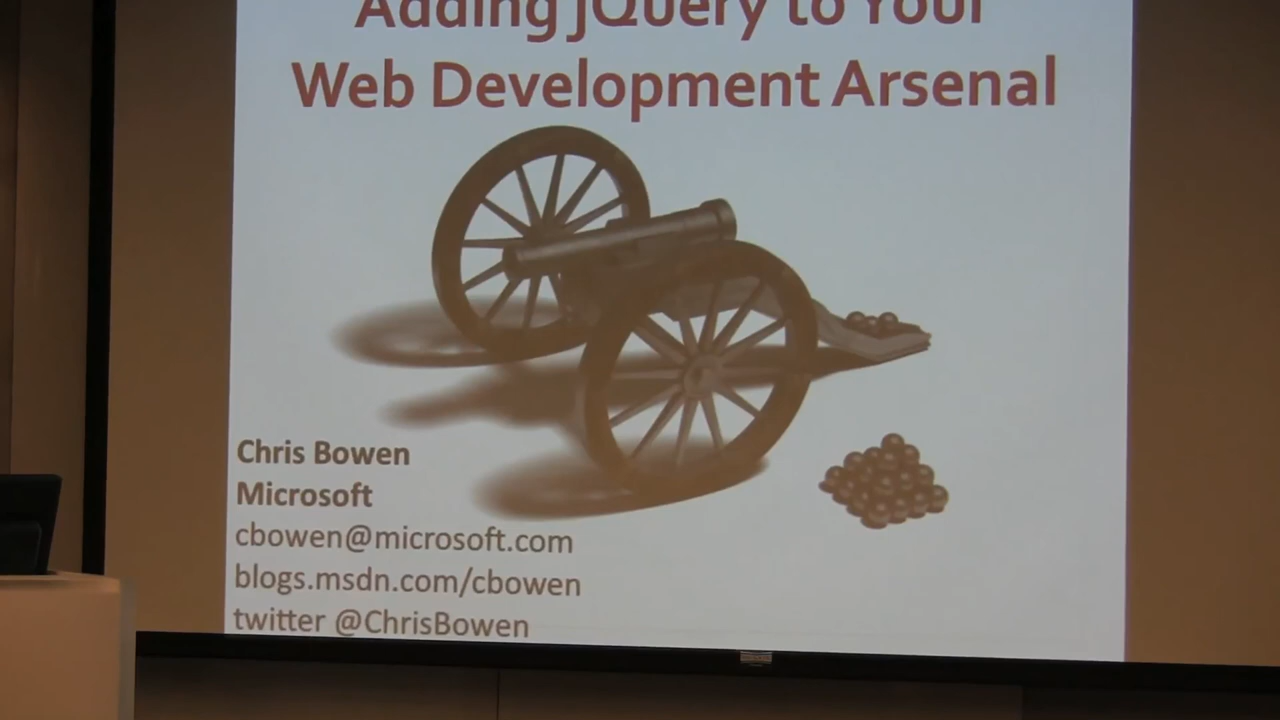 Adding jQuery to Your
Web Development Arsenal
Chris Bowen
Microsoft
cbowen@microsoft.com
blogs.msdn.com/cbowen
twitter @ChrisBowen